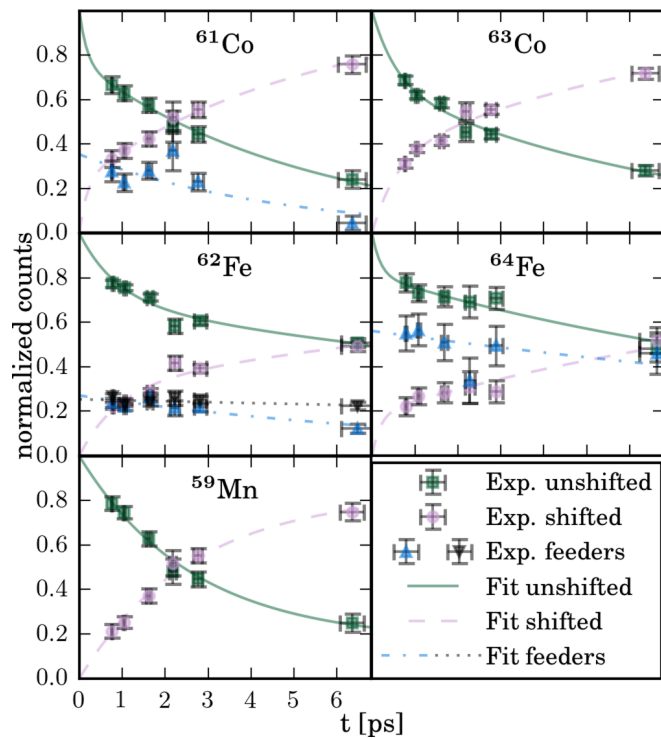 ⁶¹Co
⁶³Co
0.8
0.6
0.4
0.2
0.0
⁶²Fe
⁶⁴Fe
0.8
0.6
0.4
0.2
0.0
normalized counts
⁵⁹Mn
0.8
0.6
0.4
0.2
0.0
0 1 2 3 4 5 6
t [ps]
Exp. unshifted
Exp. shifted
Exp. feeders
Fit unshifted
Fit shifted
Fit feeders